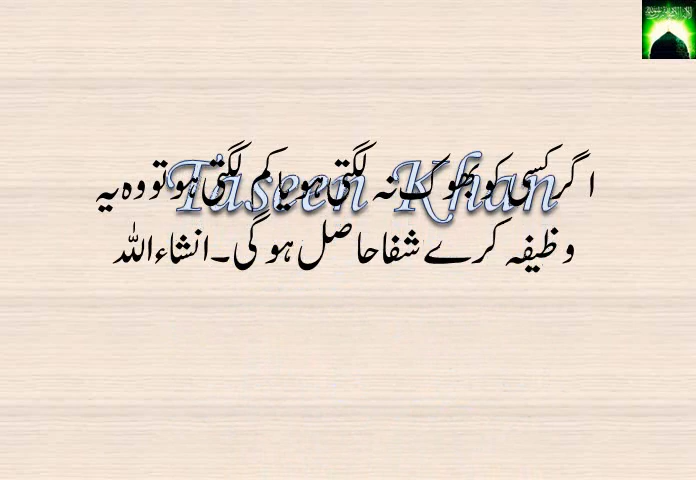 اگر کسی کو بھوک نہ لگتی ہو یا کم لگتی ہو تو وہ یہ
وظیفہ کرے شفا حاصل ہو گی۔ انشاءاللہ
Taseen Khan